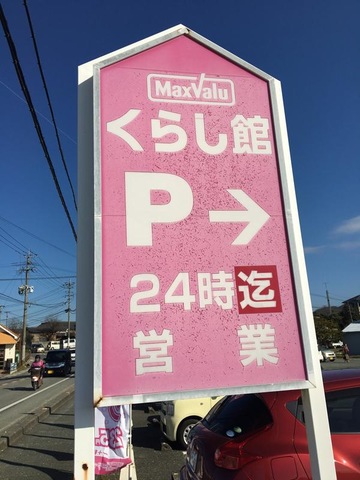 MaxValu
くらし館
P→
24時迄
営業